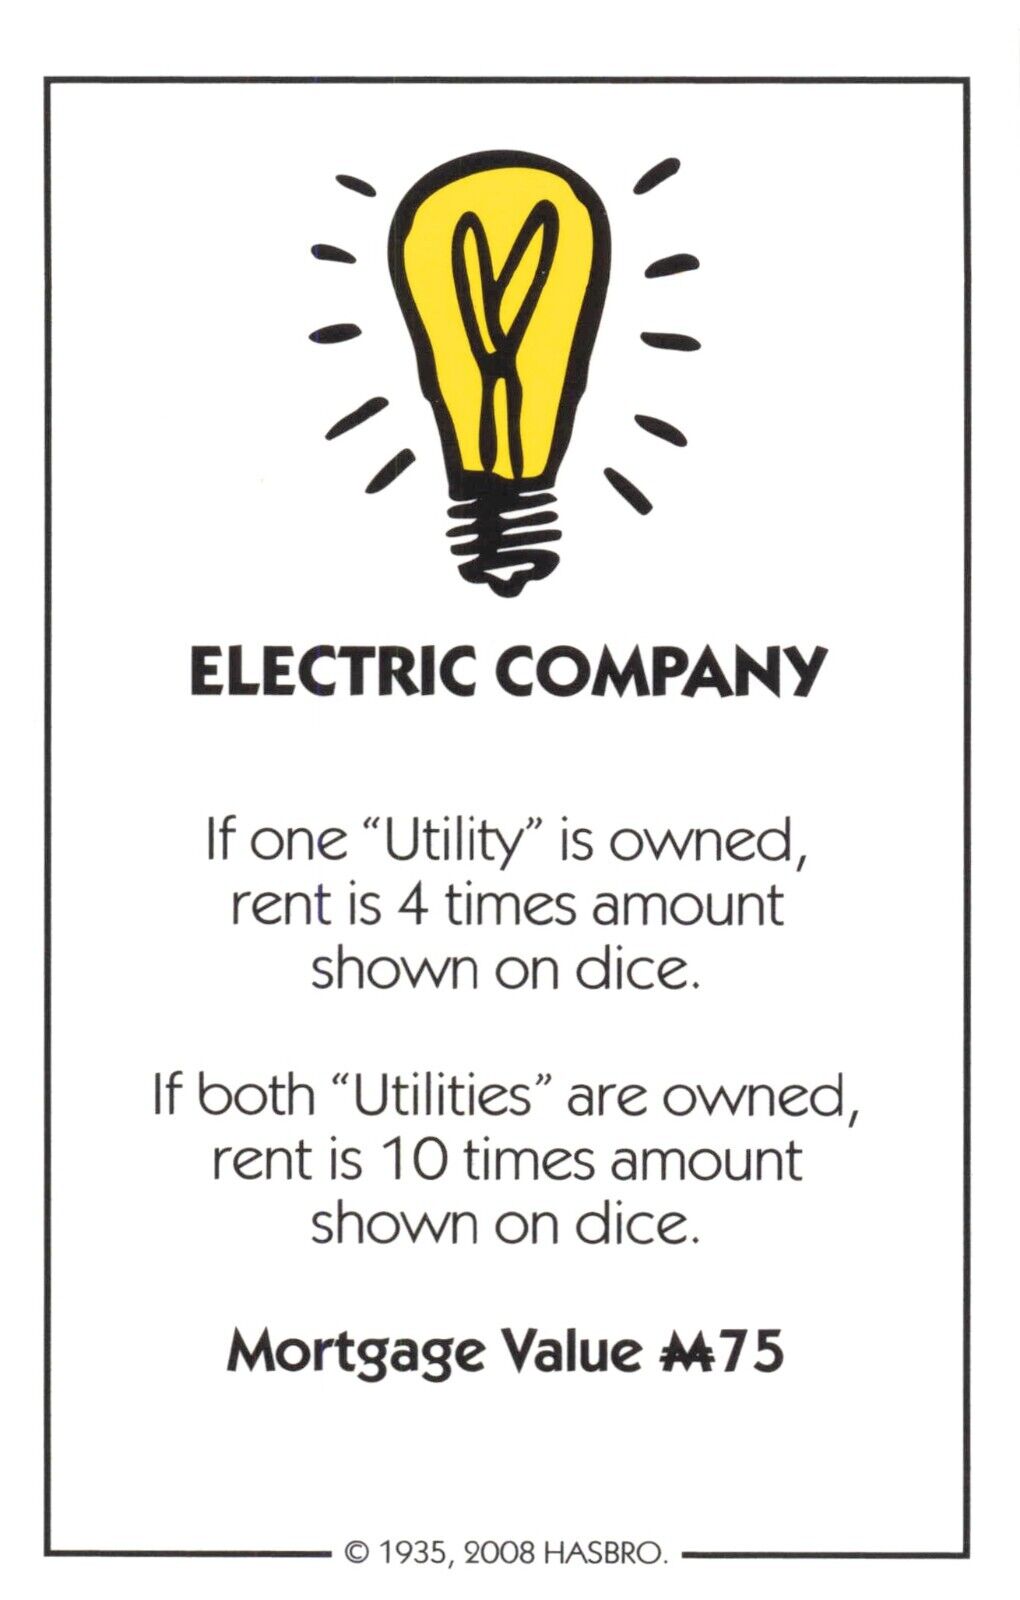 ELECTRIC COMPANY
If one “Utility” is owned,
rent is 4 times amount
shown on dice.
If both “Utilities” are owned,
rent is 10 times amount
shown on dice.
Mortgage Value ₩75
© 1935, 2008 HASBRO.